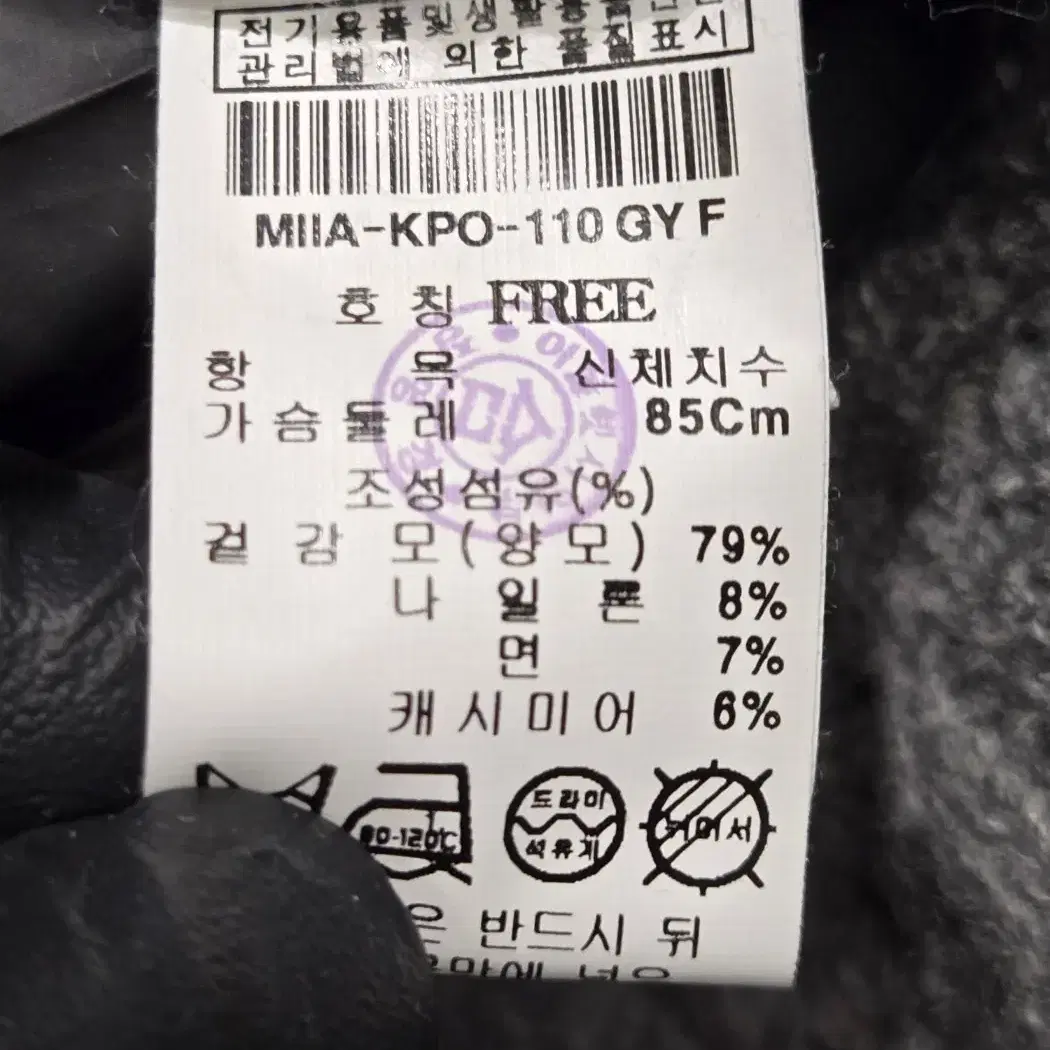 전기용품및생활용품안전
관리법에 의한 품질표시
MIIA-KPO-110 GY F
호 칭 FREE
항 목 신체치수
가슴둘레 85Cm
조성섬유(%)
겉 감 모(양모) 79%
나 일 론 8%
면 7%
캐시미어 6%
80-120℃
드라이
석유계
뉘어서
은 반드시 뒤